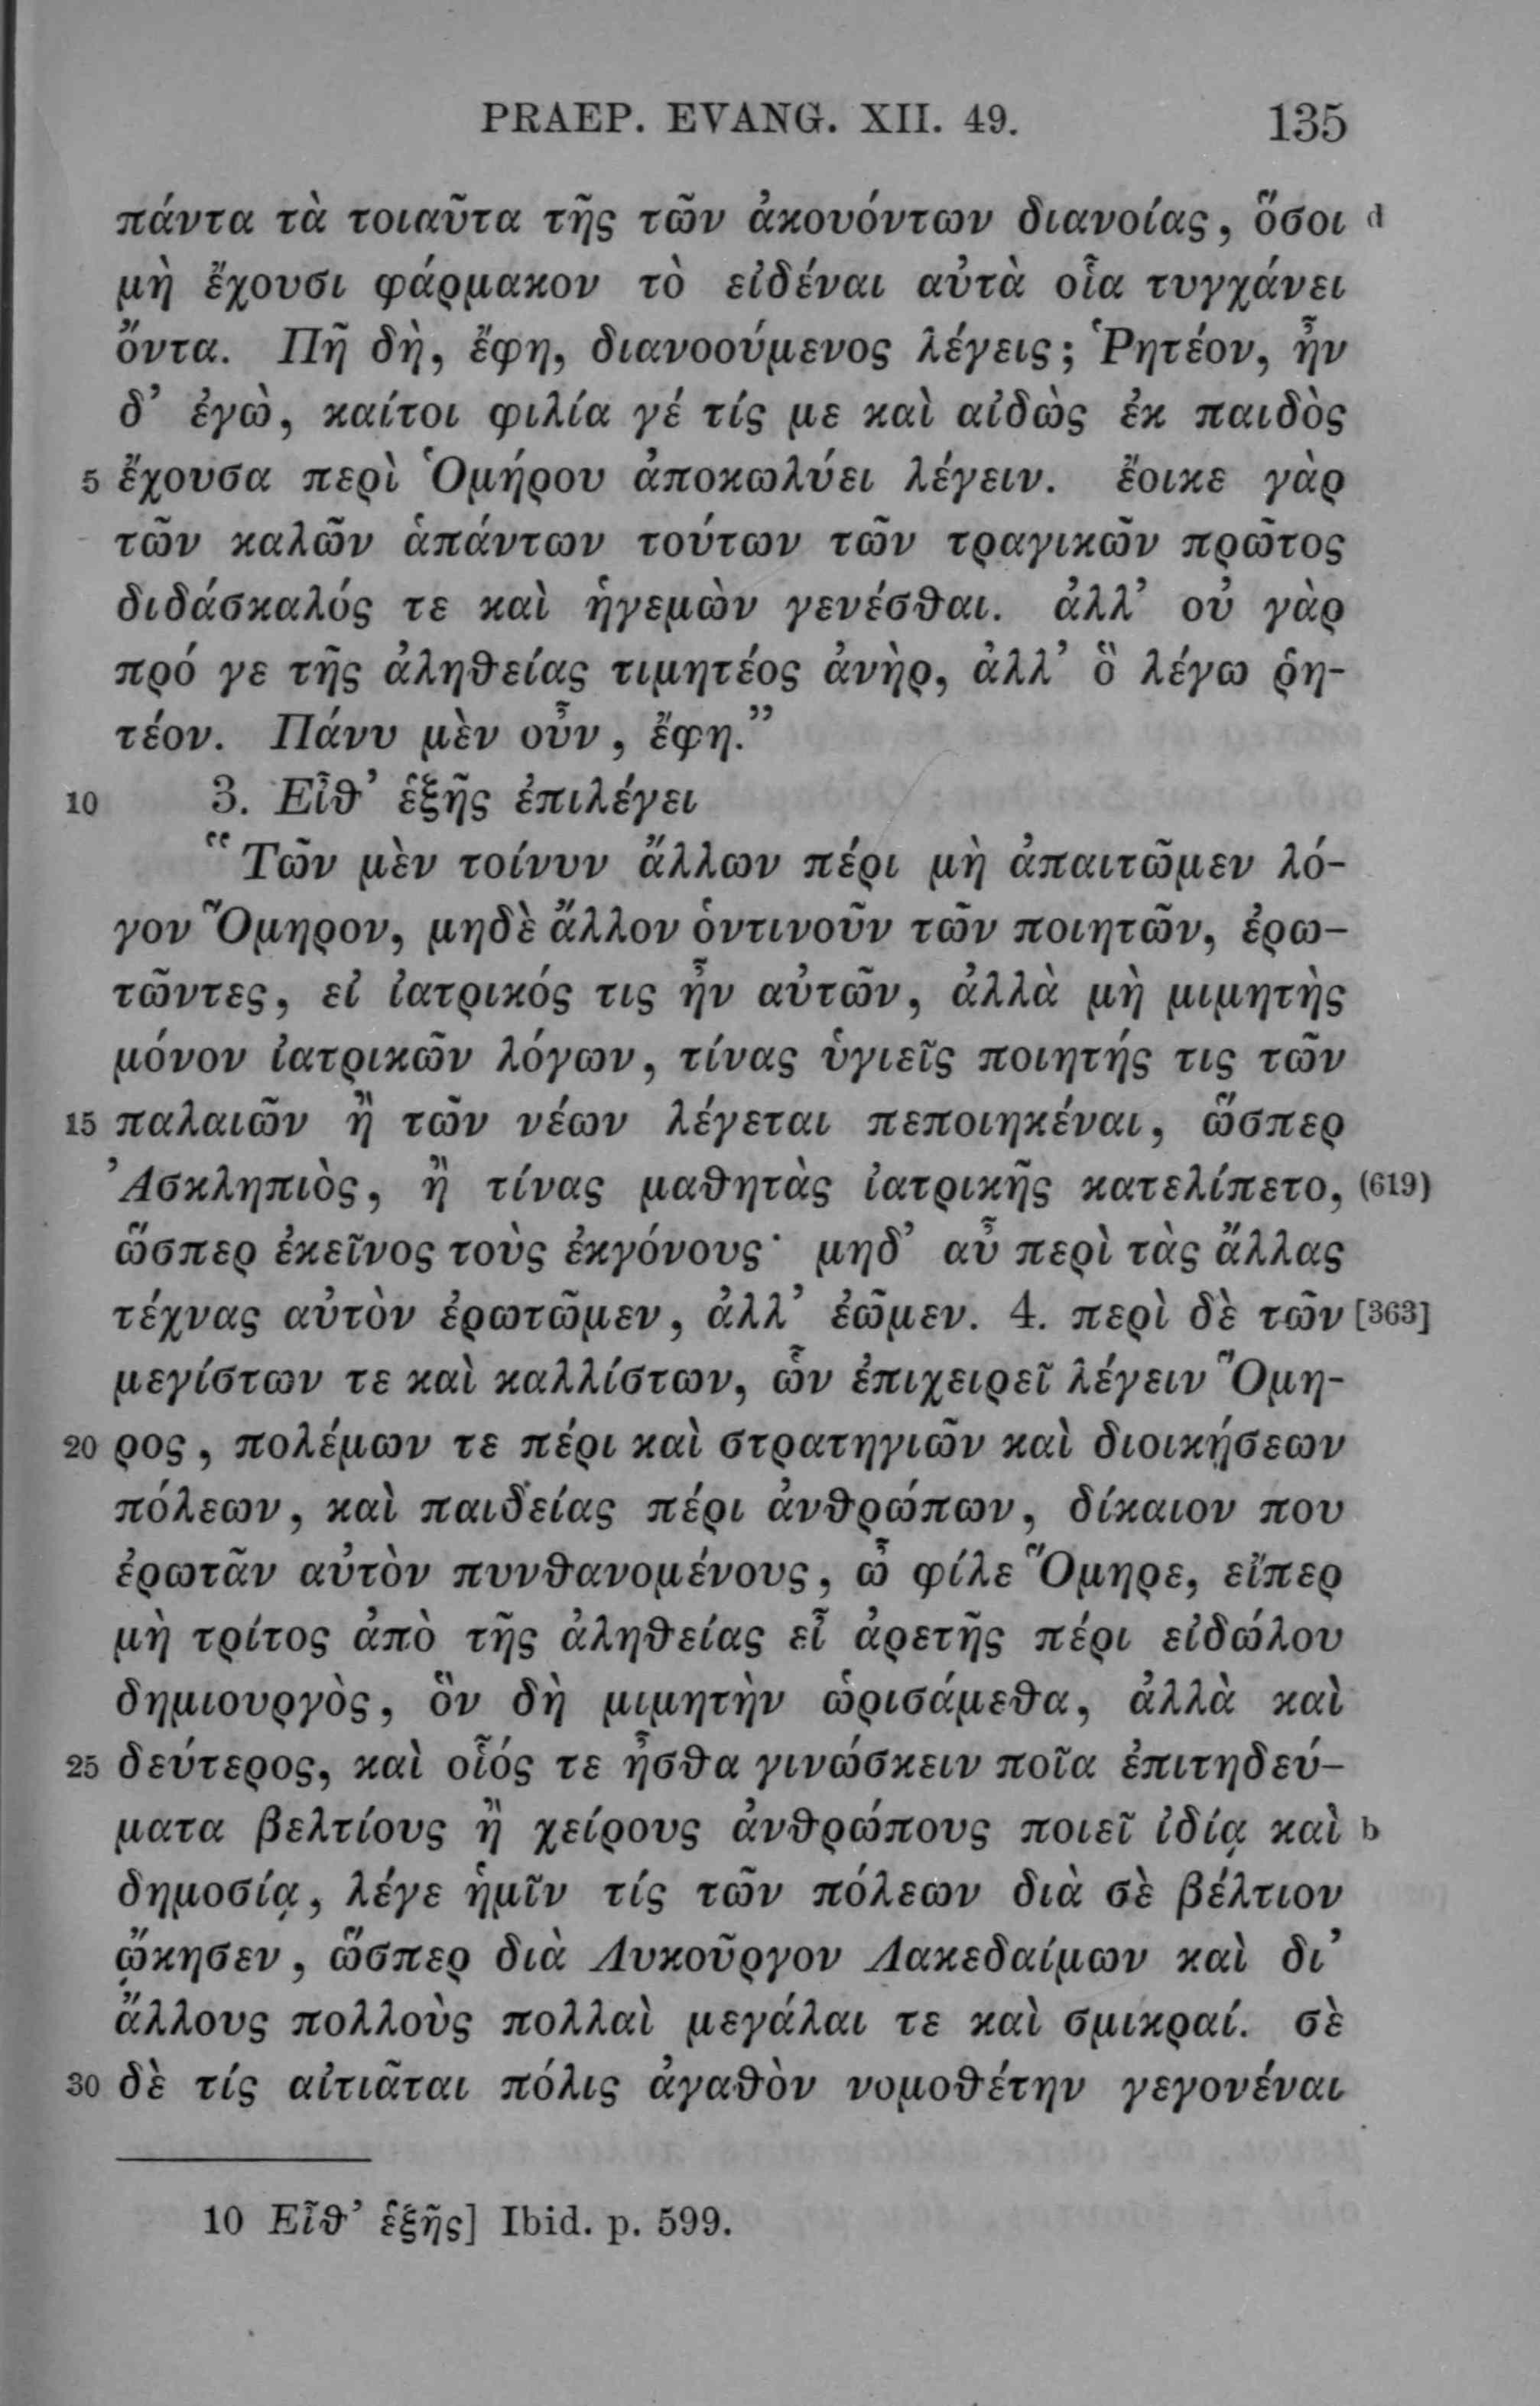 PRAEP. EVANG. XII. 49. 135
πάντα τὰ τοιαῦτα τῆς τῶν ἀκουόντων διανοίας, ὅσοι d
μὴ ἔχουσι φάρμακον τὸ εἰδέναι αὐτὰ οἷα τυγχάνει
ὄντα. Πῆ δὴ, ἔφη, διανοούμενος λέγεις; Ῥητέον, ἦν
δ’ ἐγὼ, καίτοι φιλία γέ τίς με καὶ αἰδὼς ἐκ παιδὸς
5 ἔχουσα περὶ Ὁμήρου ἀποκωλύει λέγειν. ἔοικε γὰρ
τῶν καλῶν ἁπάντων τούτων τῶν τραγικῶν πρῶτος
διδάσκαλός τε καὶ ἡγεμὼν γενέσθαι. ἀλλ’ οὐ γὰρ
πρό γε τῆς ἀληθείας τιμητέος ἀνὴρ, ἀλλ’ ὃ λέγω ῥη-
τέον. Πάνυ μὲν οὖν, ἔφη.”
10 3. Εἶθ’ ἑξῆς ἐπιλέγει
“Τῶν μὲν τοίνυν ἄλλων πέρι μὴ ἀπαιτῶμεν λό-
γον Ὅμηρον, μηδὲ ἄλλον ὁντινοῦν τῶν ποιητῶν, ἐρω-
τῶντες, εἰ ἰατρικός τις ἦν αὐτῶν, ἀλλὰ μὴ μιμητὴς
μόνον ἰατρικῶν λόγων, τίνας ὑγιεῖς ποιητής τις τῶν
15 παλαιῶν ἢ τῶν νέων λέγεται πεποιηκέναι, ὥσπερ
Ἀσκληπιὸς, ἢ τίνας μαθητὰς ἰατρικῆς κατελίπετο, (619)
ὥσπερ ἐκεῖνος τοὺς ἐκγόνους· μηδ’ αὖ περὶ τὰς ἄλλας
τέχνας αὐτὸν ἐρωτῶμεν, ἀλλ’ ἐῶμεν. 4. περὶ δὲ τῶν [363]
μεγίστων τε καὶ καλλίστων, ὧν ἐπιχειρεῖ λέγειν Ὅμη-
20 ρος, πολέμων τε πέρι καὶ στρατηγιῶν καὶ διοικήσεων
πόλεων, καὶ παιδείας πέρι ἀνθρώπων, δίκαιον που
ἐρωτᾶν αὐτὸν πυνθανομένους, ὦ φίλε Ὅμηρε, εἴπερ
μὴ τρίτος ἀπὸ τῆς ἀληθείας εἶ ἀρετῆς πέρι εἰδώλου
δημιουργὸς, ὃν δὴ μιμητὴν ὡρισάμεθα, ἀλλὰ καὶ
25 δεύτερος, καὶ οἷός τε ἦσθα γινώσκειν ποῖα ἐπιτηδεύ-
ματα βελτίους ἢ χείρους ἀνθρώπους ποιεῖ ἰδίᾳ καὶ b
δημοσίᾳ, λέγε ἡμῖν τίς τῶν πόλεων διὰ σὲ βέλτιον
ᾤκησεν, ὥσπερ διὰ Λυκοῦργον Λακεδαίμων καὶ δι’
ἄλλους πολλοὺς πολλαὶ μεγάλαι τε καὶ σμικραί. σὲ
30 δὲ τίς αἰτιᾶται πόλις ἀγαθὸν νομοθέτην γεγονέναι
10 Εἶθ’ ἑξῆς] Ibid. p. 599.